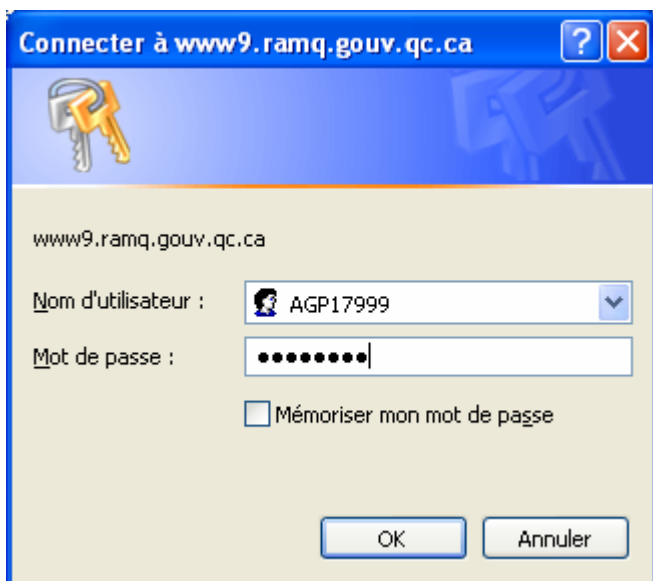 Connecter à www9.ramq.gouv.qc.ca
www9.ramq.gouv.qc.ca
Nom d'utilisateur : AGP17999
Mot de passe : ●●●●●●●●
Mémoriser mon mot de passe
OK Annuler